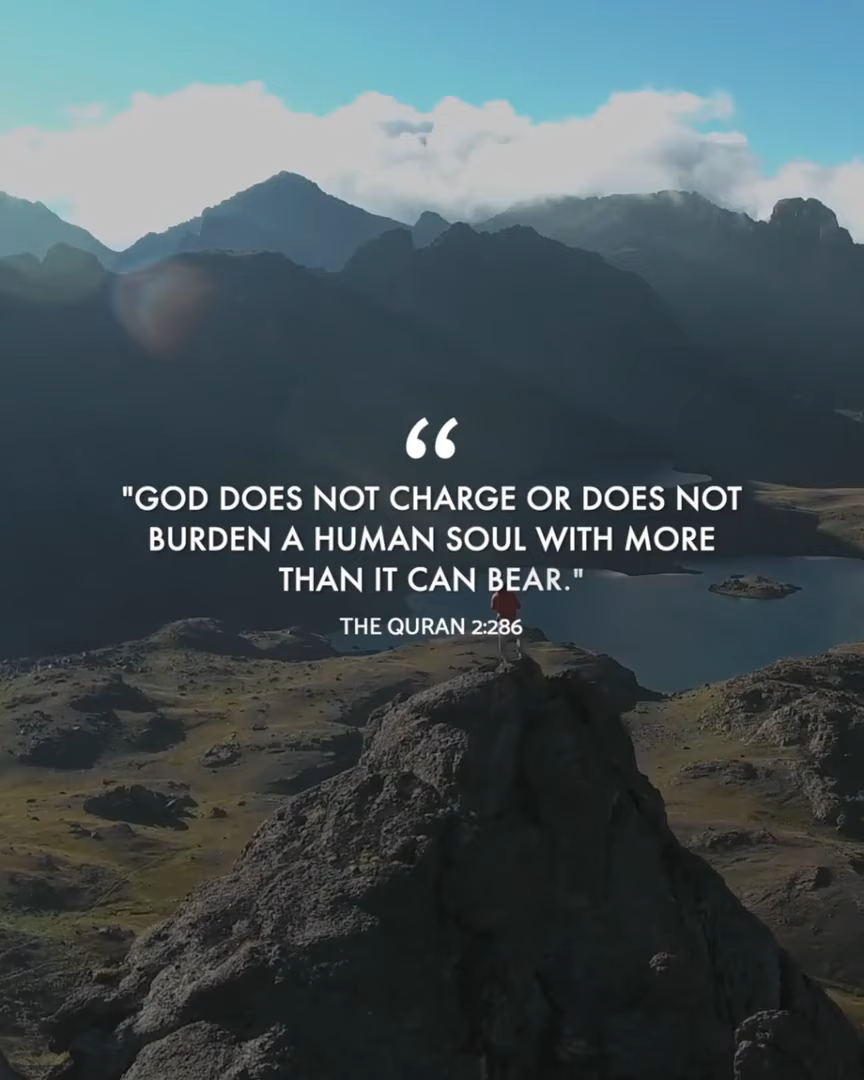 “
"GOD DOES NOT CHARGE OR DOES NOT
BURDEN A HUMAN SOUL WITH MORE
THAN IT CAN BEAR."
THE QURAN 2:286